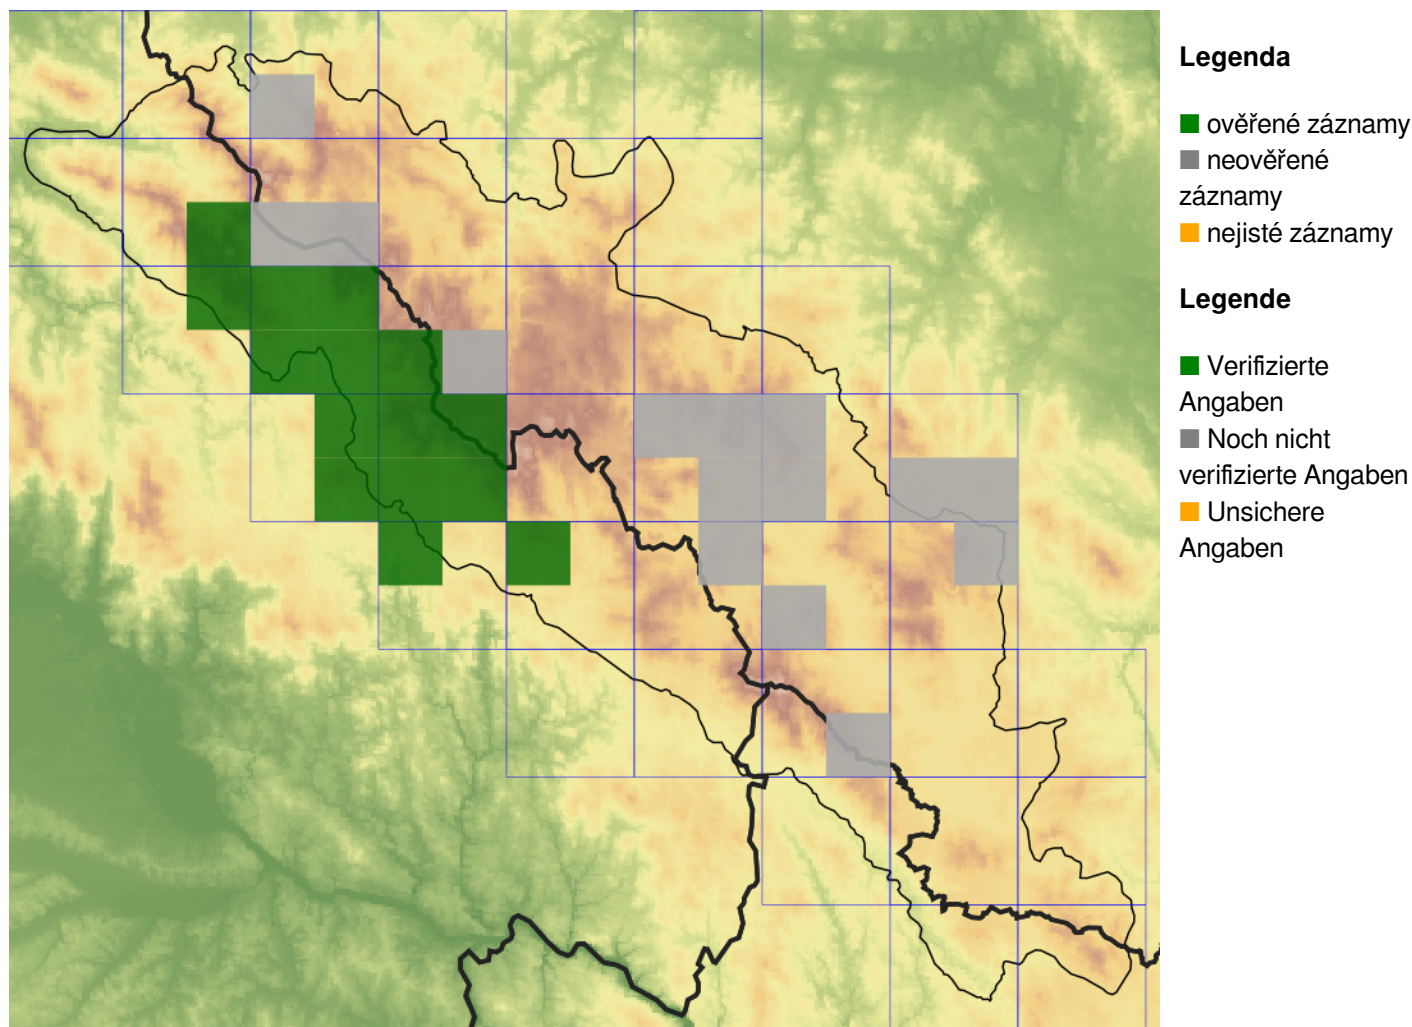 Legenda
ověřené záznamy
neověřené
záznamy
nejisté záznamy
Legende
Verifizierte
Angaben
Noch nicht
verifizierte Angaben
Unsichere
Angaben